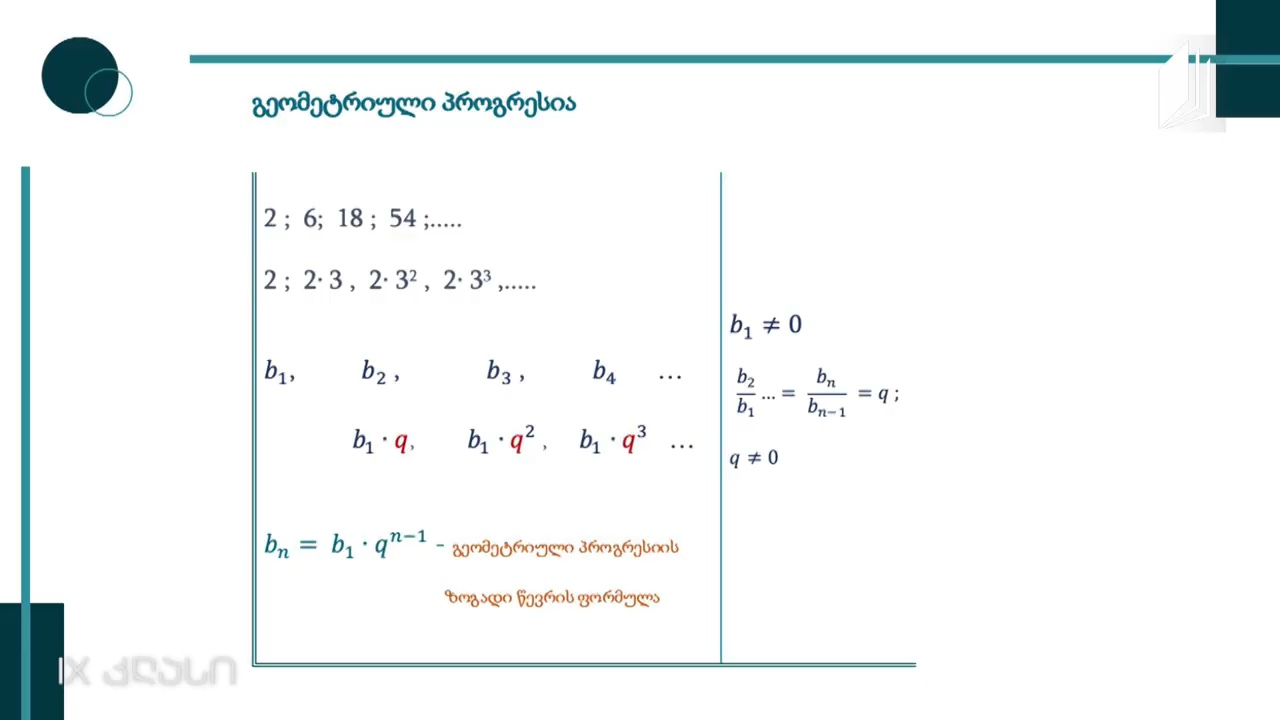 გეომეტრიული პროგრესია
2 ; 6; 18 ; 54 ;.....
2 ; 2· 3 , 2· 3² , 2· 3³ ,.....
b₁, b₂ , b₃ , b₄ …
b₁ · q, b₁ · q² , b₁ · q³ …
bₙ = b₁ · qⁿ⁻¹ - გეომეტრიული პროგრესიის
ზოგადი წევრის ფორმულა
b₁ ≠ 0
b₂/b₁ … = bₙ/bₙ₋₁ = q ;
q ≠ 0
IX კლასი